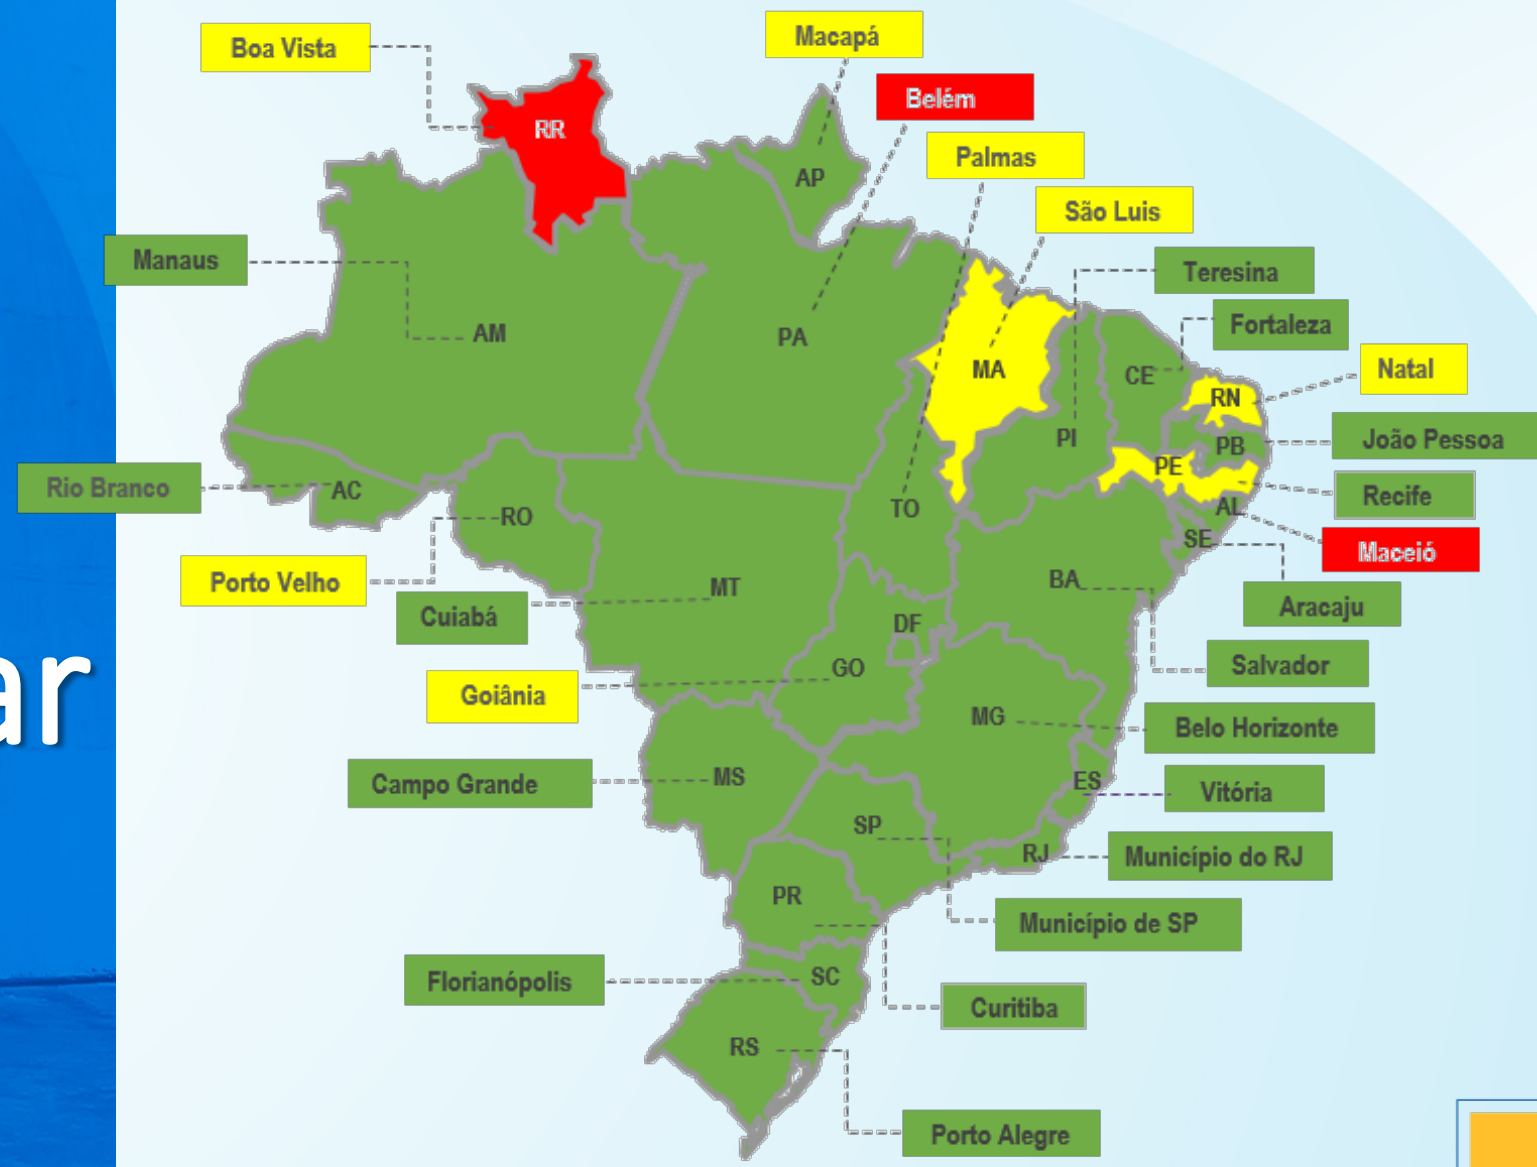 Boa Vista
Macapá
Belém
Palmas
São Luis
Teresina
Fortaleza
Natal
João Pessoa
Recife
Maceió
Aracaju
Salvador
Belo Horizonte
Vitória
Município do RJ
Município de SP
Curitiba
Porto Alegre
Florianópolis
Campo Grande
Goiânia
Cuiabá
Porto Velho
Rio Branco
Manaus
RR
AP
AM
PA
MA
CE
RN
PI
PB
PE
AL
SE
AC
RO
TO
MT
BA
DF
GO
MG
MS
ES
SP
RJ
PR
SC
RS
ar